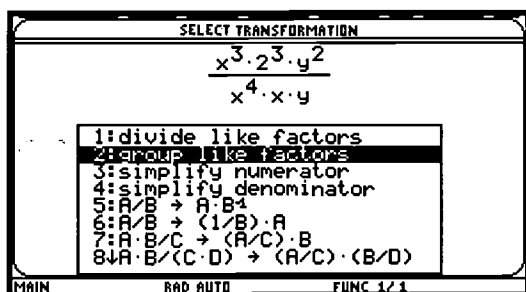 SELECT TRANSFORMATION
x³·2³·y²
x⁴·x·y
1:divide like factors
2:group like factors
3:simplify numerator
4:simplify denominator
5:A/B → A·B⁻¹
6:A/B → (1/B)·A
7:A·B/C → (A/C)·B
8↓A·B/(C·D) → (A/C)·(B/D)
MAIN RAD AUTO FUNC 1/1